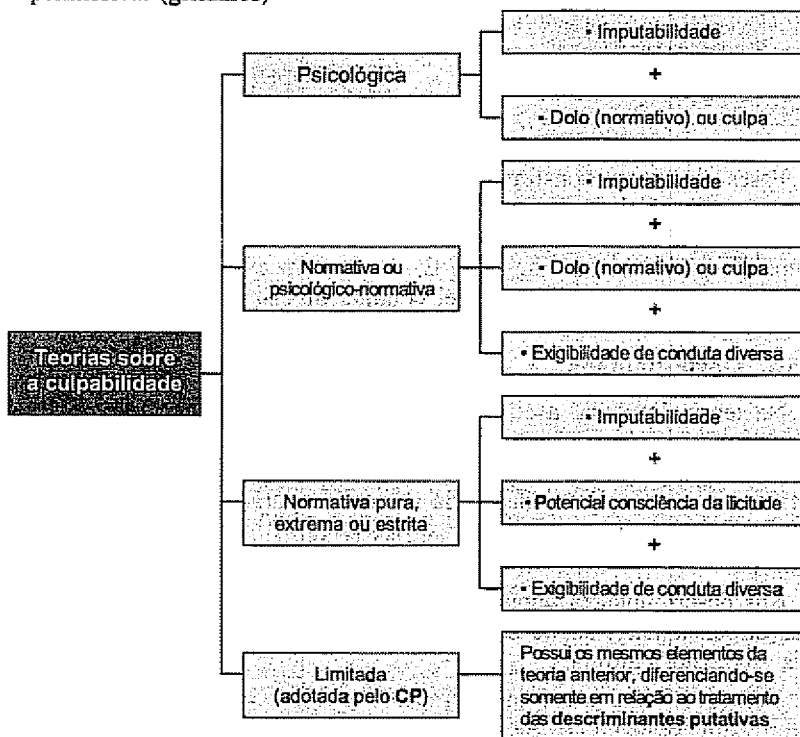 Teorias sobre
a culpabilidade
Psicológica
• Imputabilidade
+
• Dolo (normativo) ou culpa
Normativa ou
psicológico-normativa
• Imputabilidade
+
• Dolo (normativo) ou culpa
+
• Exigibilidade de conduta diversa
Normativa pura,
extrema ou estrita
• Imputabilidade
+
• Potencial consciência da ilicitude
+
• Exigibilidade de conduta diversa
Limitada
(adotada pelo CP)
Possui os mesmos elementos da
teoria anterior, diferenciando-se
somente em relação ao tratamento
das descriminantes putativas